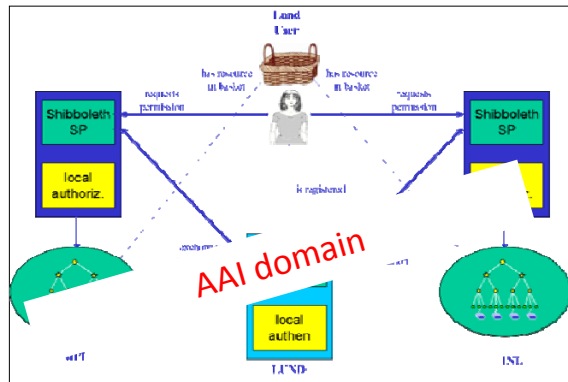 Lund
User
has resource
in basket
has resource
in basket
requests
permission
requests
permission
Shibboleth
SP
Shibboleth
SP
local
authoriz.
is registered
AAI domain
local
authen
LUND
INL